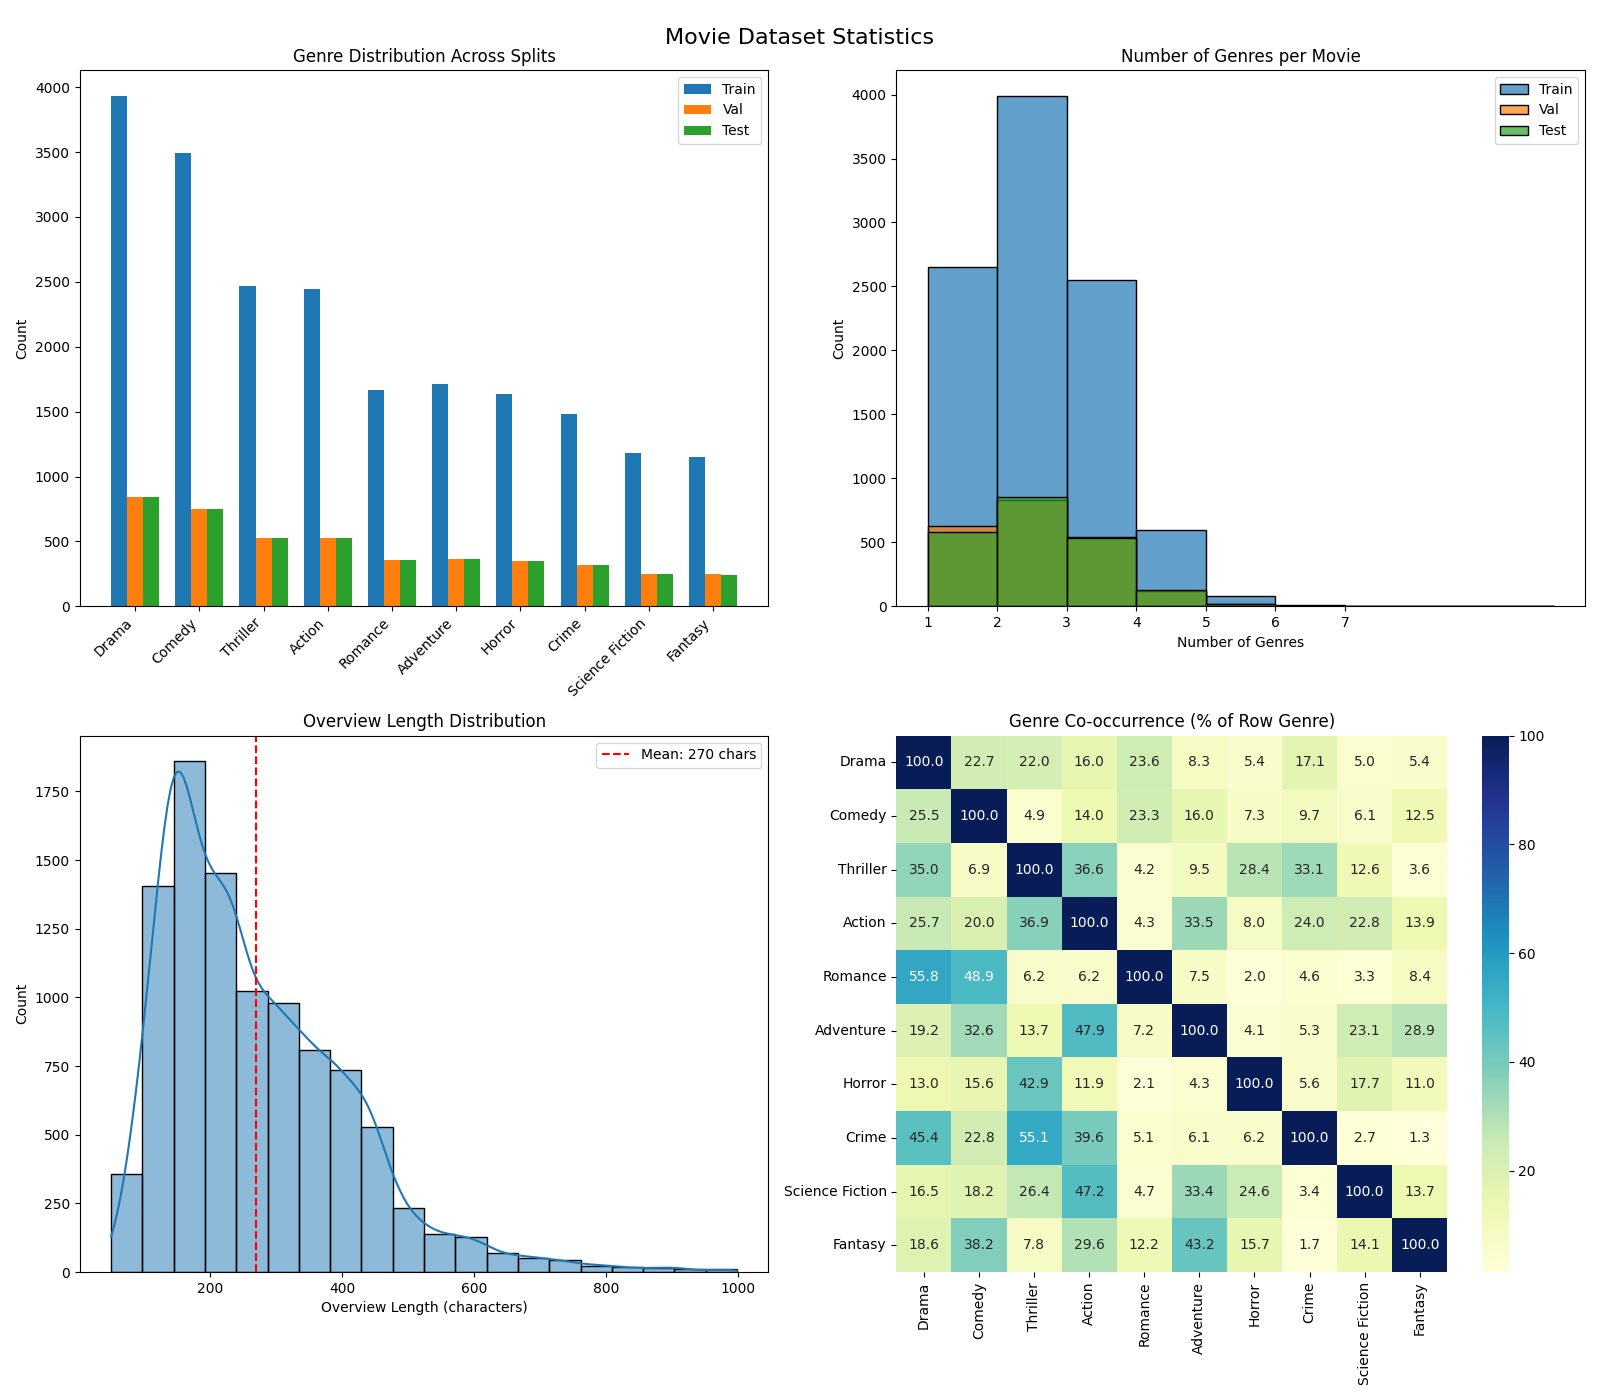 Movie Dataset Statistics
Genre Distribution Across Splits
Count
4000
3500
3000
2500
2000
1500
1000
500
0
Train
Val
Test
Drama
Comedy
Thriller
Action
Romance
Adventure
Horror
Crime
Science Fiction
Fantasy
Number of Genres per Movie
Count
4000
3500
3000
2500
2000
1500
1000
500
0
Train
Val
Test
1 2 3 4 5 6 7
Number of Genres
Overview Length Distribution
Count
1750
1500
1250
1000
750
500
250
0
Mean: 270 chars
200 400 600 800 1000
Overview Length (characters)
Genre Co-occurrence (% of Row Genre)
Drama 100.0 22.7 22.0 16.0 23.6 8.3 5.4 17.1 5.0 5.4
Comedy 25.5 100.0 4.9 14.0 23.3 16.0 7.3 9.7 6.1 12.5
Thriller 35.0 6.9 100.0 36.6 4.2 9.5 28.4 33.1 12.6 3.6
Action 25.7 20.0 36.9 100.0 4.3 33.5 8.0 24.0 22.8 13.9
Romance 55.8 48.9 6.2 6.2 100.0 7.5 2.0 4.6 3.3 8.4
Adventure 19.2 32.6 13.7 47.9 7.2 100.0 4.1 5.3 23.1 28.9
Horror 13.0 15.6 42.9 11.9 2.1 4.3 100.0 5.6 17.7 11.0
Crime 45.4 22.8 55.1 39.6 5.1 6.1 6.2 100.0 2.7 1.3
Science Fiction 16.5 18.2 26.4 47.2 4.7 33.4 24.6 3.4 100.0 13.7
Fantasy 18.6 38.2 7.8 29.6 12.2 43.2 15.7 1.7 14.1 100.0
Drama
Comedy
Thriller
Action
Romance
Adventure
Horror
Crime
Science Fiction
Fantasy
100
80
60
40
20